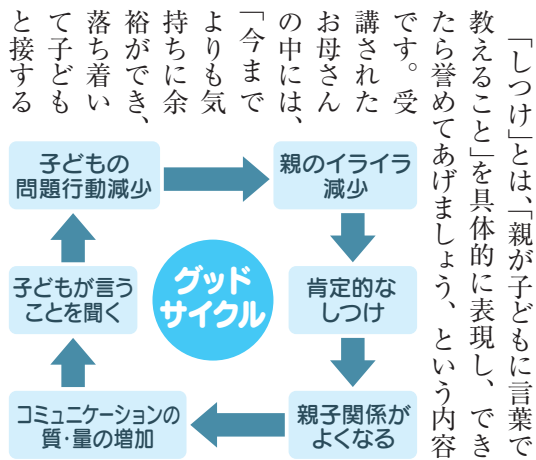 「しつけ」とは、「親が子どもに言葉で
教えること」を具体的に表現し、でき
たら誉めてあげましょう、という内容
です。受
講された
お母さん
の中には、
「今まで
よりも気
持ちに余
裕ができ、
落ち着い
て子ども
と接する
子どもの
問題行動減少
親のイライラ
減少
肯定的な
しつけ
親子関係が
よくなる
コミュニケーションの
質・量の増加
子どもが言う
ことを聞く
グッド
サイクル